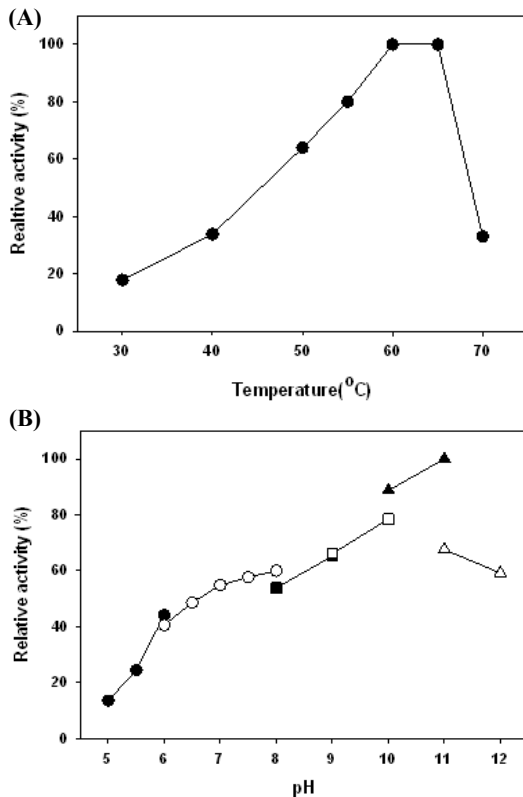 (A)
100
80
60
40
20
0
Realtive activity (%)
30 40 50 60 70
Temperature(°C)
(B)
100
80
60
40
20
0
Relative activity (%)
5 6 7 8 9 10 11 12
pH